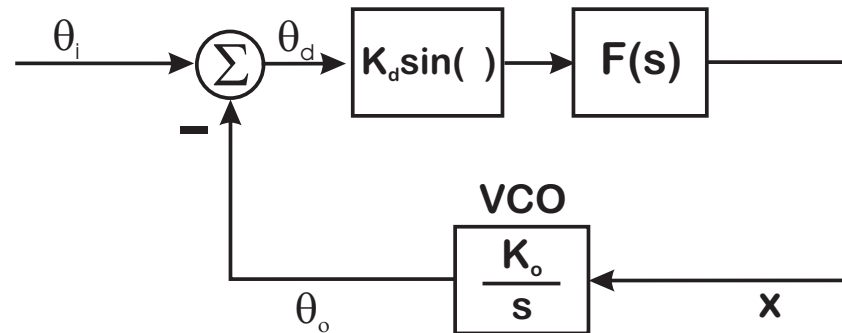 θi
Σ
θd
Kdsin( )
F(s)
−
VCO
Ko
s
θo
x